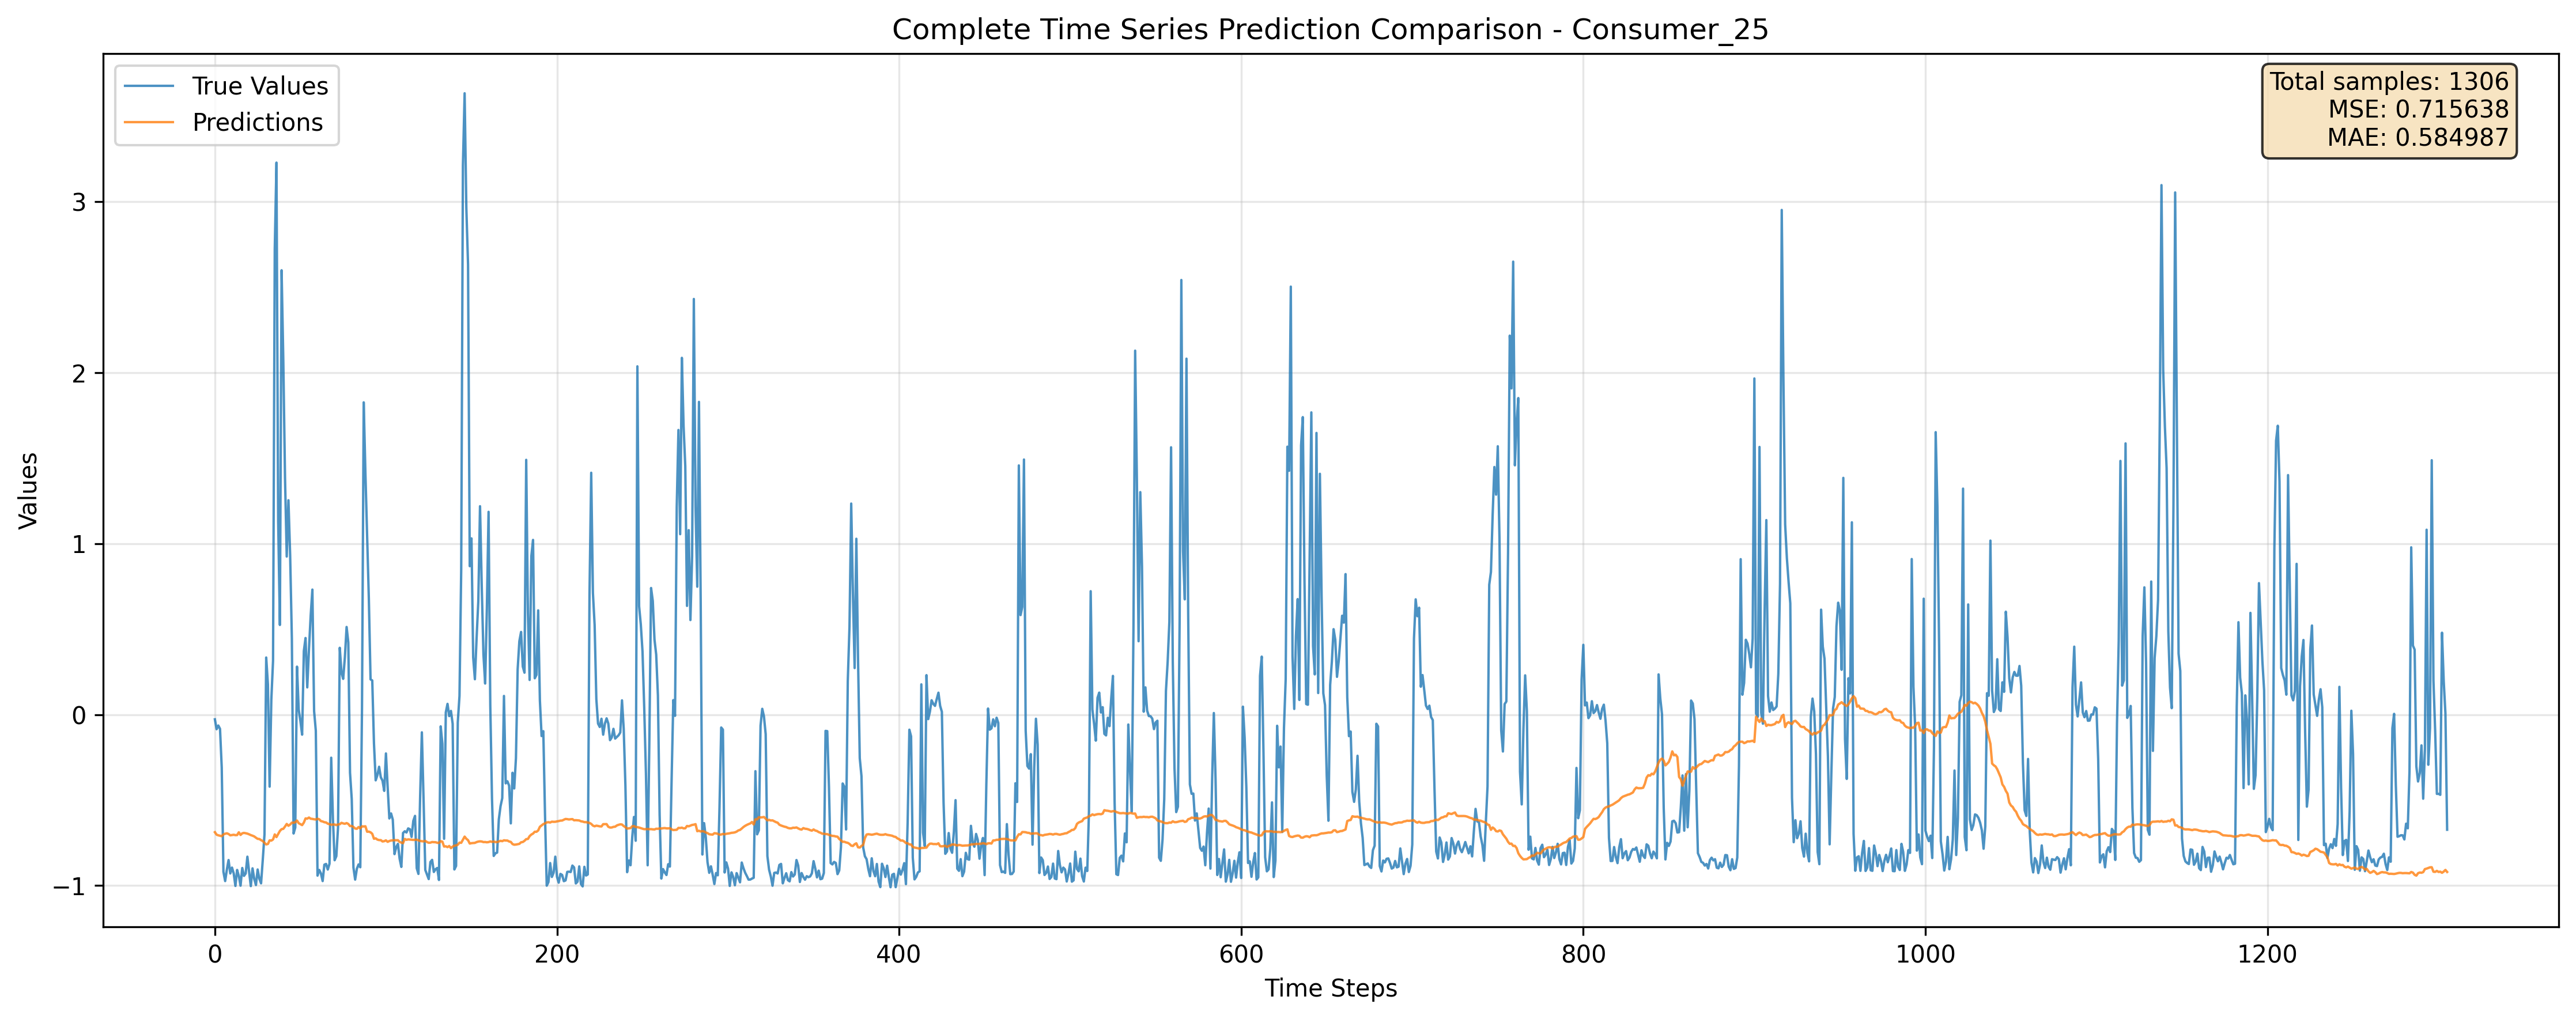 Complete Time Series Prediction Comparison - Consumer_25
True Values
Predictions
Total samples: 1306
MSE: 0.715638
MAE: 0.584987
Values
3
2
1
0
−1
0 200 400 600 800 1000 1200
Time Steps